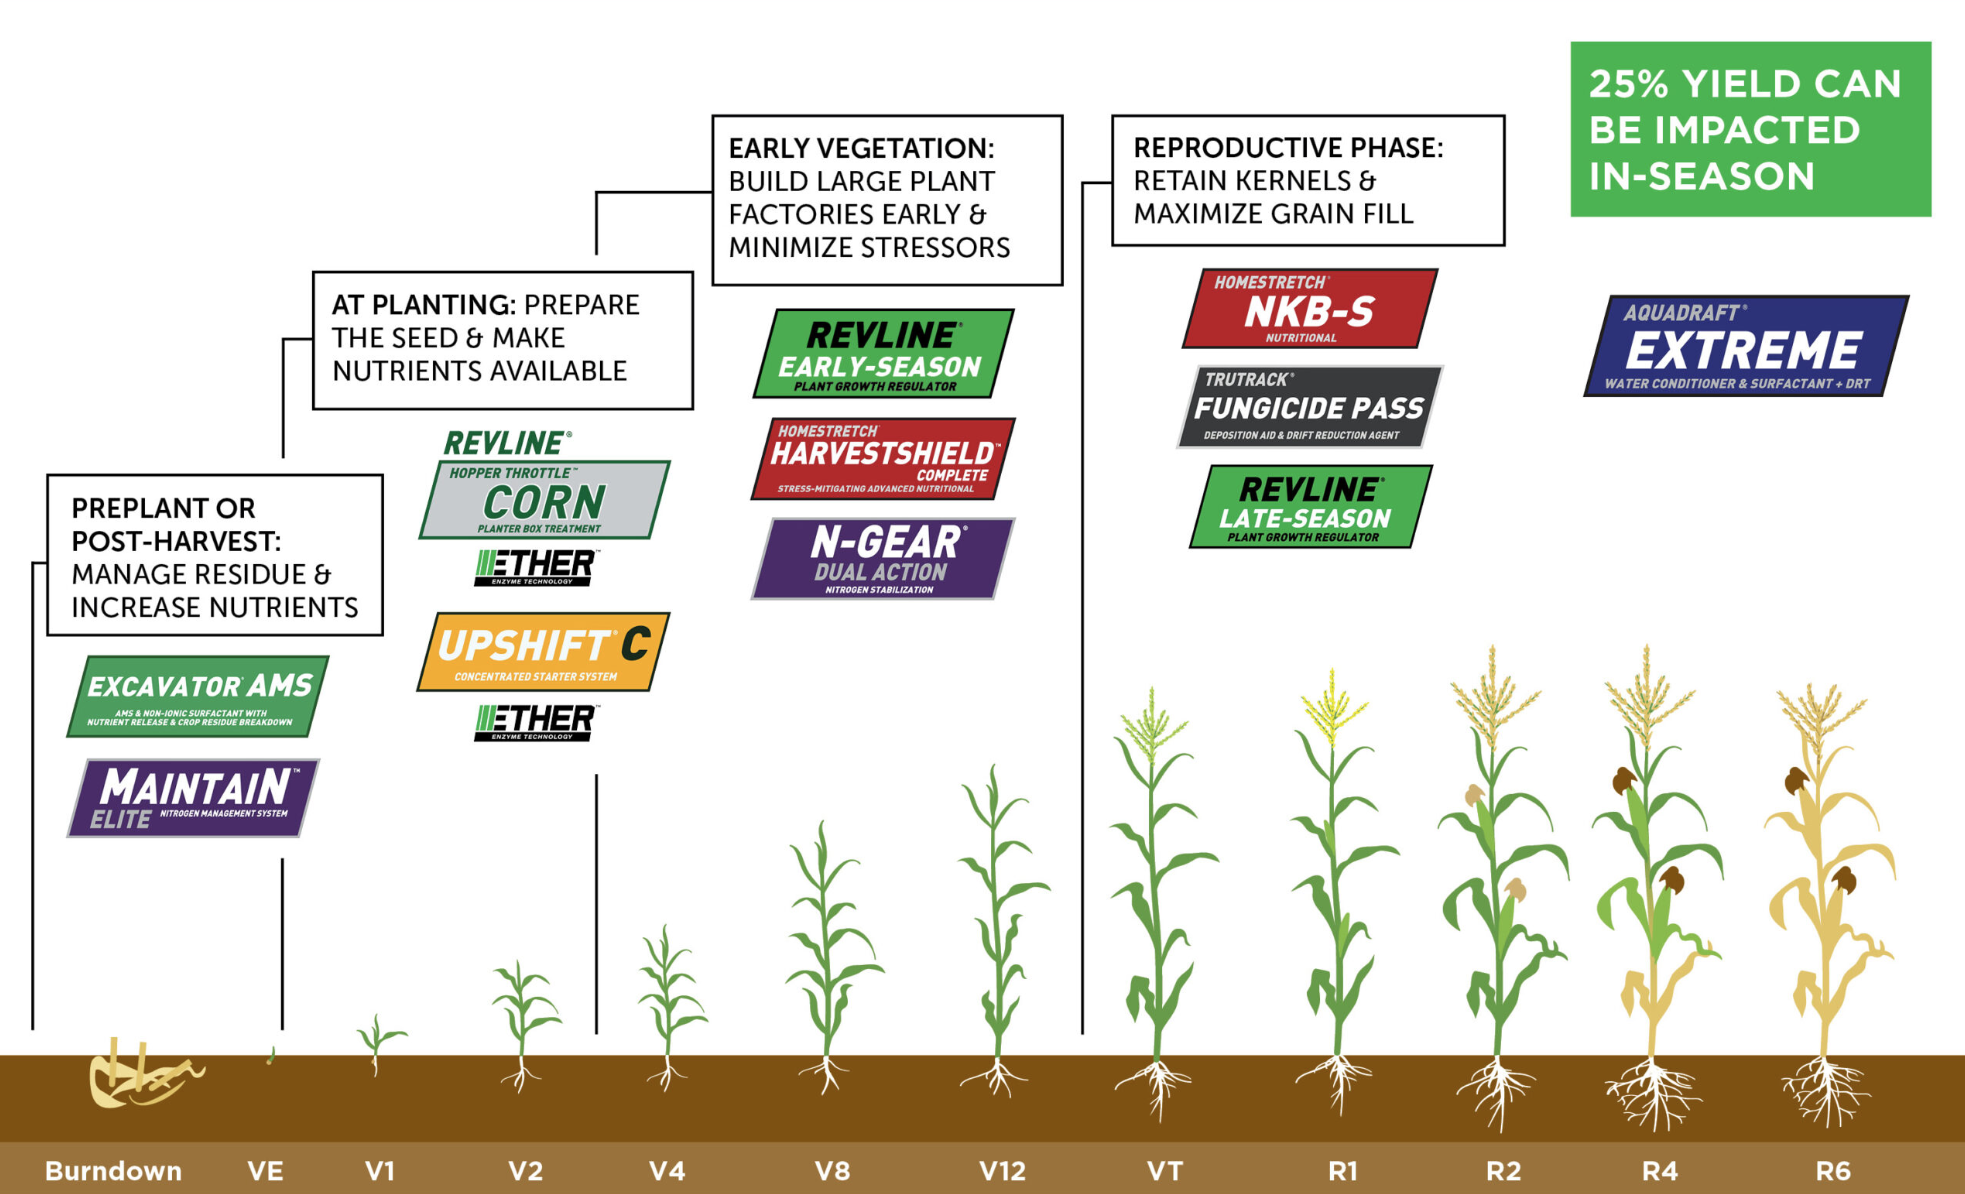 25% YIELD CAN
BE IMPACTED
IN-SEASON
PREPLANT OR
POST-HARVEST:
MANAGE RESIDUE &
INCREASE NUTRIENTS
EXCAVATOR® AMS
AMS & NON-IONIC SURFACTANT WITH
NUTRIENT RELEASE & CROP RESIDUE BREAKDOWN
MAINTAIN™
ELITE NITROGEN MANAGEMENT SYSTEM
AT PLANTING: PREPARE
THE SEED & MAKE
NUTRIENTS AVAILABLE
REVLINE®
HOPPER THROTTLE™
CORN
PLANTER BOX TREATMENT
ETHER™
ENZYME TECHNOLOGY
UPSHIFT® C
CONCENTRATED STARTER SYSTEM
ETHER™
ENZYME TECHNOLOGY
EARLY VEGETATION:
BUILD LARGE PLANT
FACTORIES EARLY &
MINIMIZE STRESSORS
REVLINE®
EARLY-SEASON
PLANT GROWTH REGULATOR
HOMESTRETCH®
HARVESTSHIELD™
COMPLETE
STRESS-MITIGATING ADVANCED NUTRITIONAL
N-GEAR®
DUAL ACTION
NITROGEN STABILIZATION
REPRODUCTIVE PHASE:
RETAIN KERNELS &
MAXIMIZE GRAIN FILL
HOMESTRETCH®
NKB-S
NUTRITIONAL
TRUTRACK®
FUNGICIDE PASS
DEPOSITION AID & DRIFT REDUCTION AGENT
REVLINE®
LATE-SEASON
PLANT GROWTH REGULATOR
AQUADRAFT®
EXTREME
WATER CONDITIONER & SURFACTANT + DRT
Burndown VE V1 V2 V4 V8 V12 VT R1 R2 R4 R6